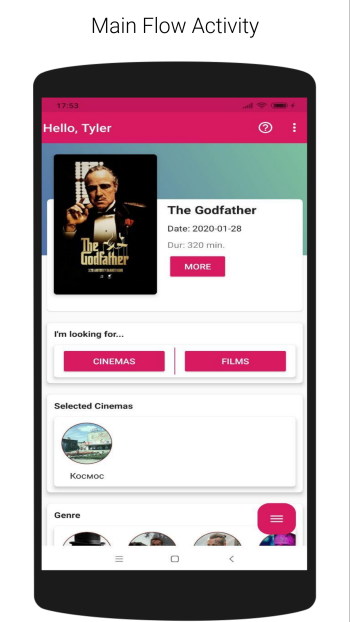 Main Flow Activity
17:53
Hello, Tyler
The Godfather
Date: 2020-01-28
Dur: 320 min.
MORE
The
Godfather
I'm looking for...
CINEMAS
FILMS
Selected Cinemas
Космос
Genre